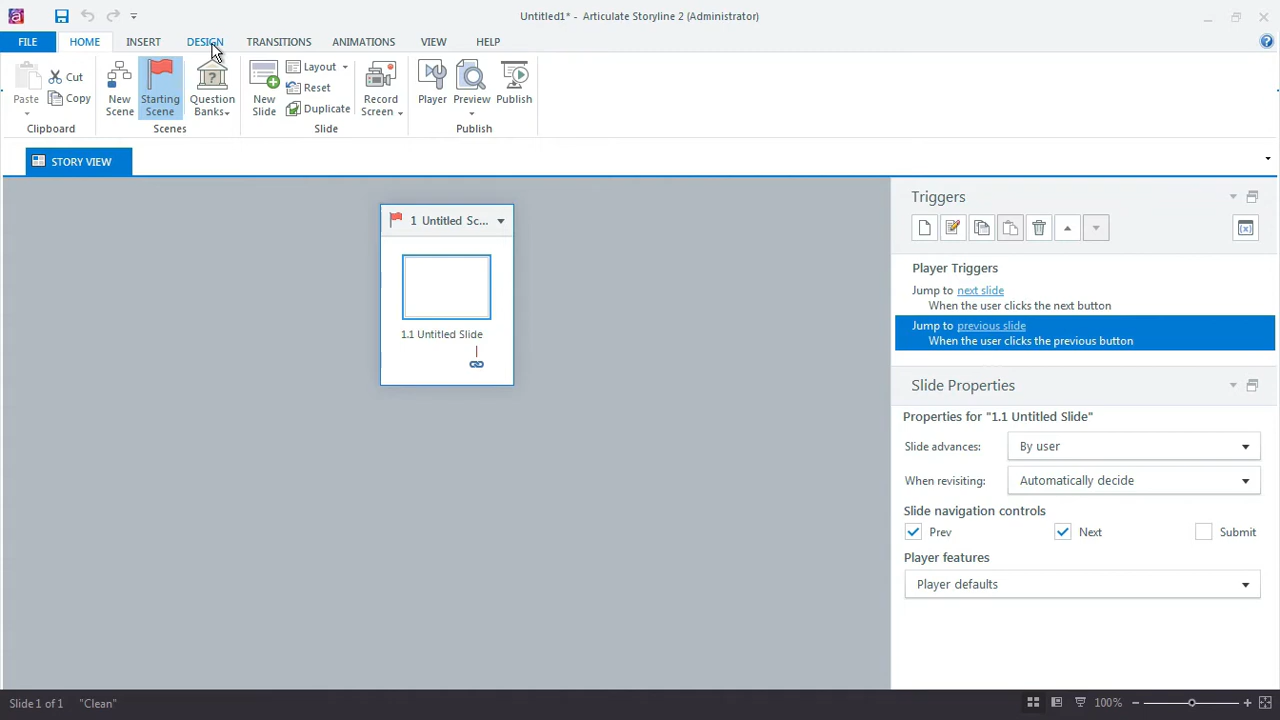 Untitled1* - Articulate Storyline 2 (Administrator)
FILE HOME INSERT DESIGN TRANSITIONS ANIMATIONS VIEW HELP
Paste Cut Copy
Clipboard
New Scene Starting Scene Question Banks
Scenes
New Slide Layout Reset Duplicate Record Screen
Slide
Player Preview Publish
Publish
STORY VIEW
1 Untitled Sc...
1.1 Untitled Slide
Triggers
Player Triggers
Jump to next slide
When the user clicks the next button
Jump to previous slide
When the user clicks the previous button
Slide Properties
Properties for "1.1 Untitled Slide"
Slide advances: By user
When revisiting: Automatically decide
Slide navigation controls
Prev Next Submit
Player features
Player defaults
Slide 1 of 1 "Clean" 100%